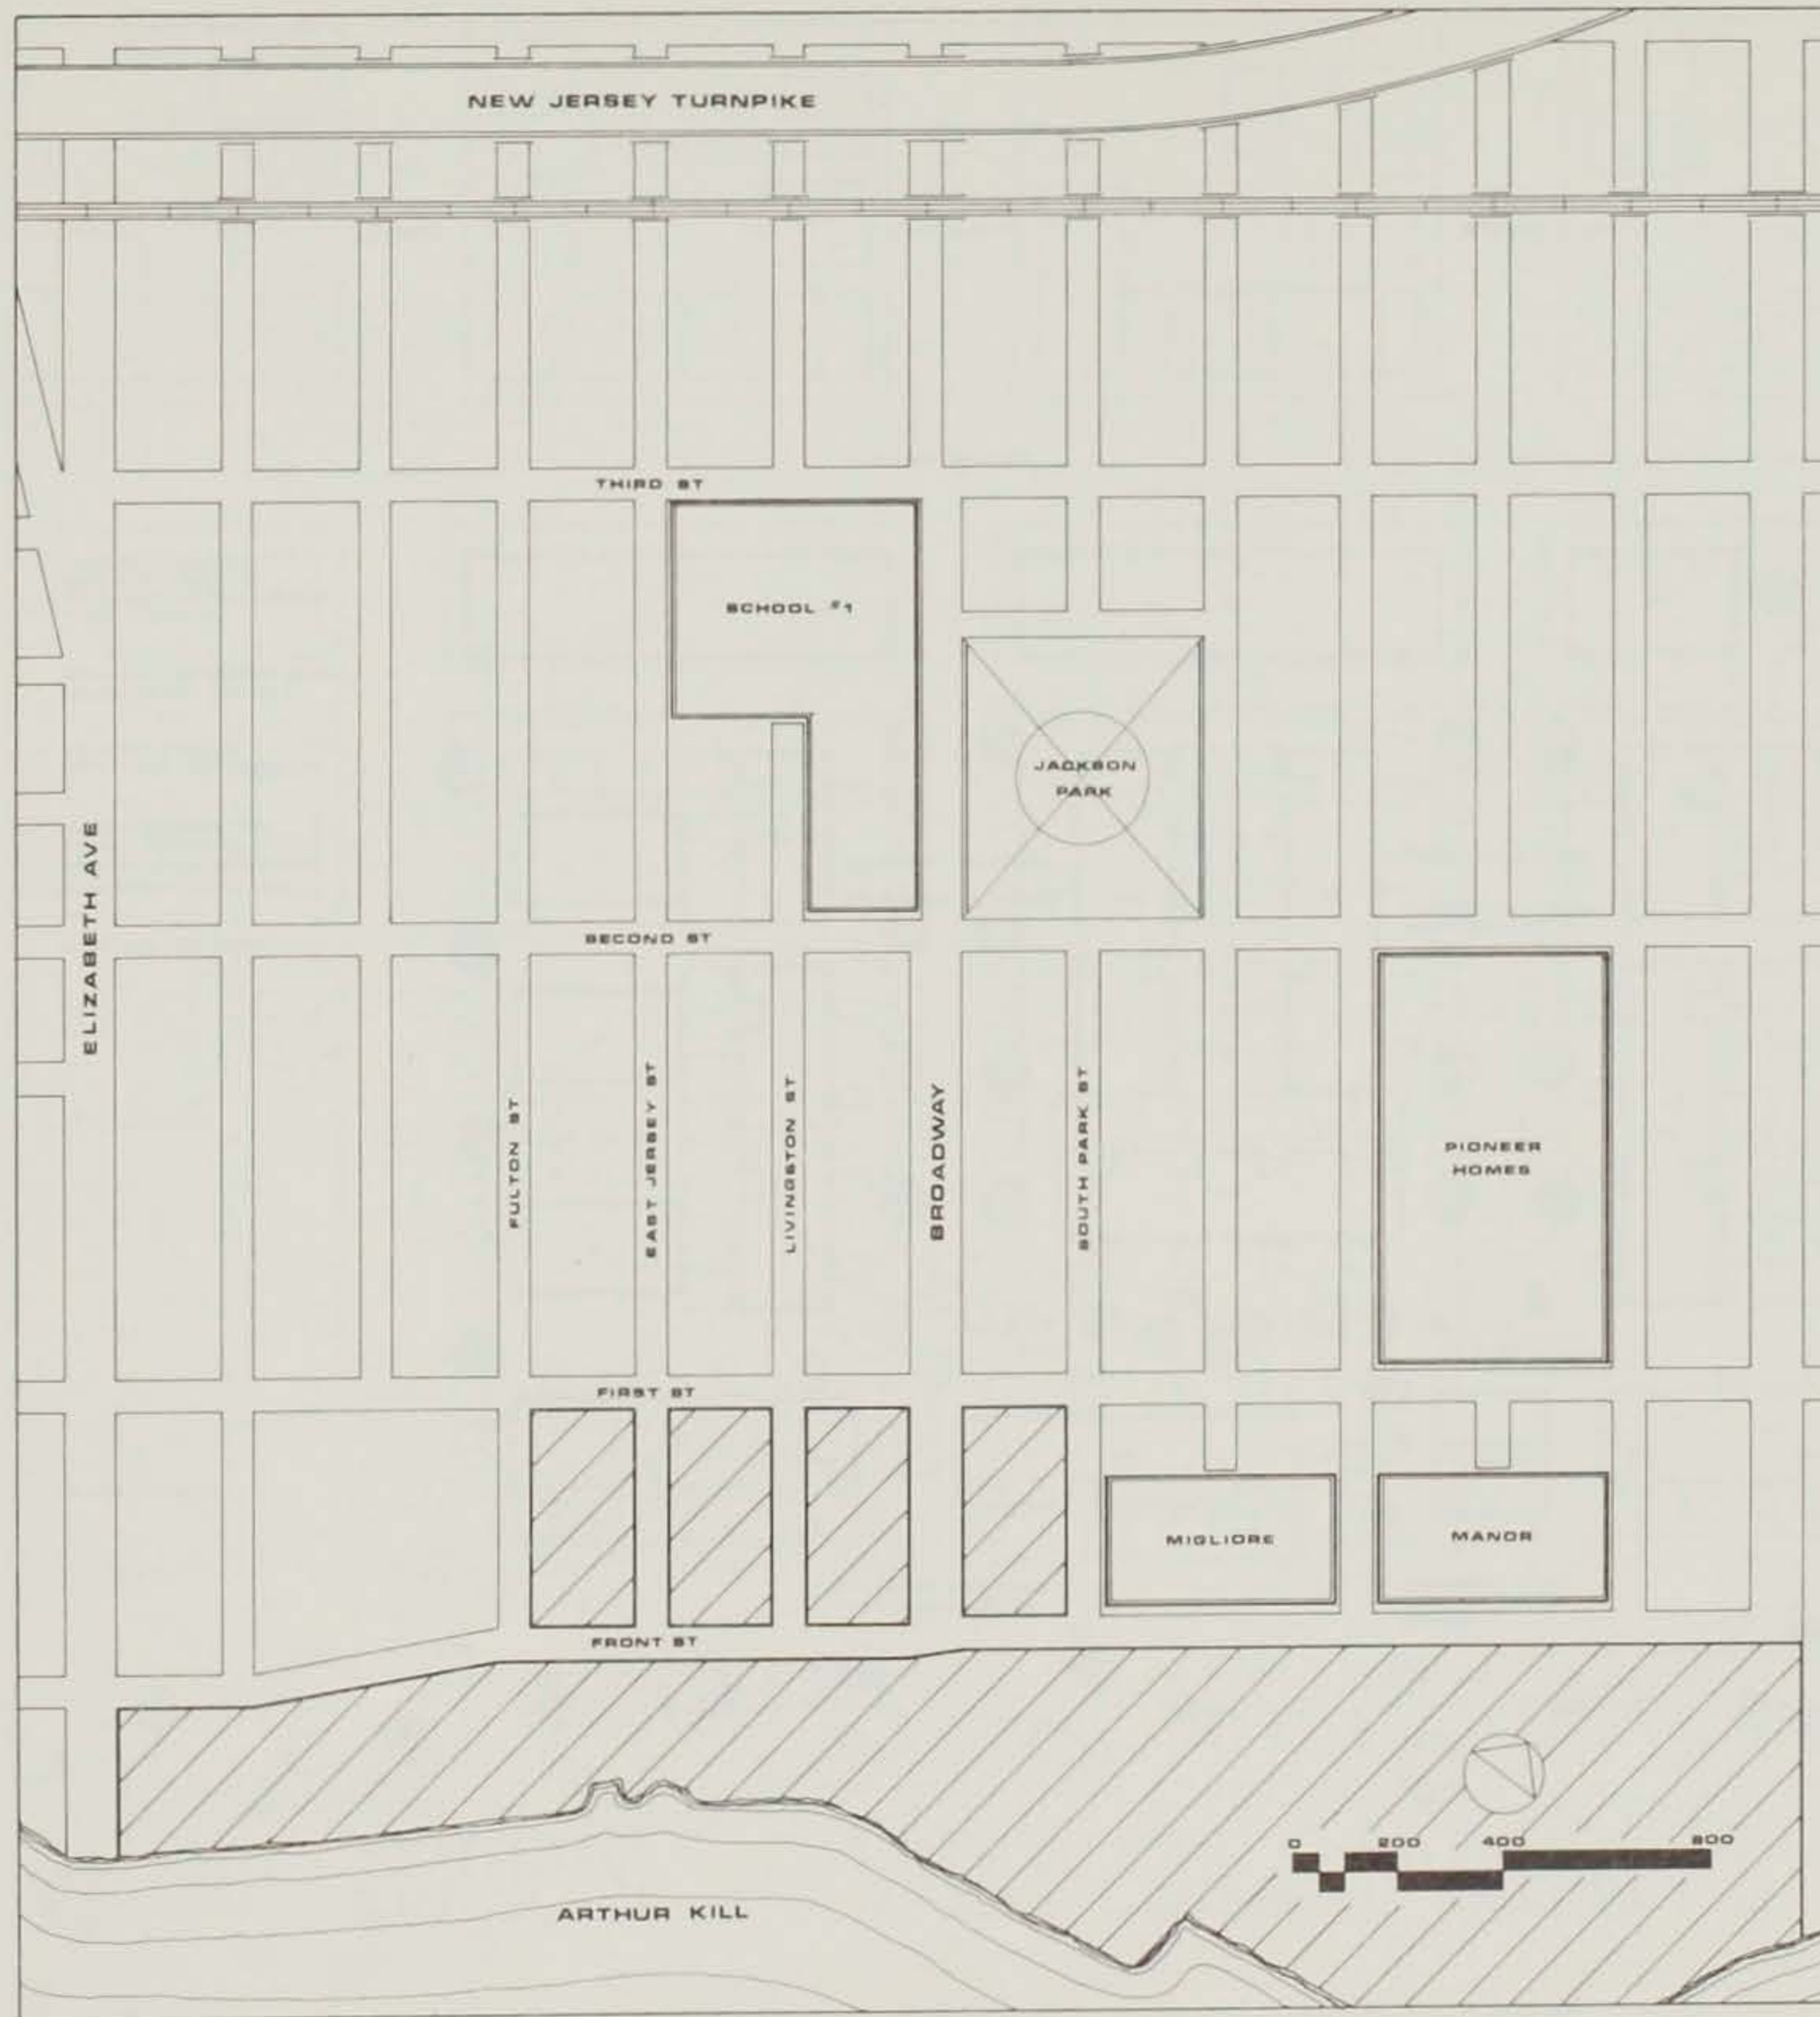 NEW JERSEY TURNPIKE
THIRD ST
SCHOOL #1
JACKSON
PARK
ELIZABETH AVE
SECOND ST
FULTON ST
EAST JERSEY ST
LIVINGSTON ST
BROADWAY
SOUTH PARK ST
PIONEER
HOMES
FIRST ST
MIGLIORE
MANOR
FRONT ST
0 200 400 800
ARTHUR KILL